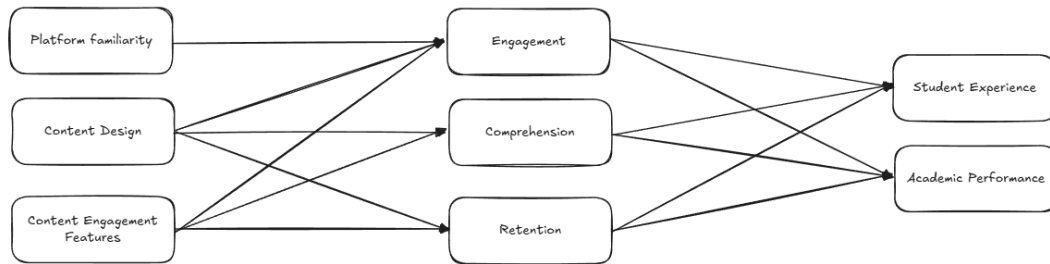 Platform familiarity
Engagement
Student Experience
Content Design
Comprehension
Academic Performance
Content Engagement
Features
Retention